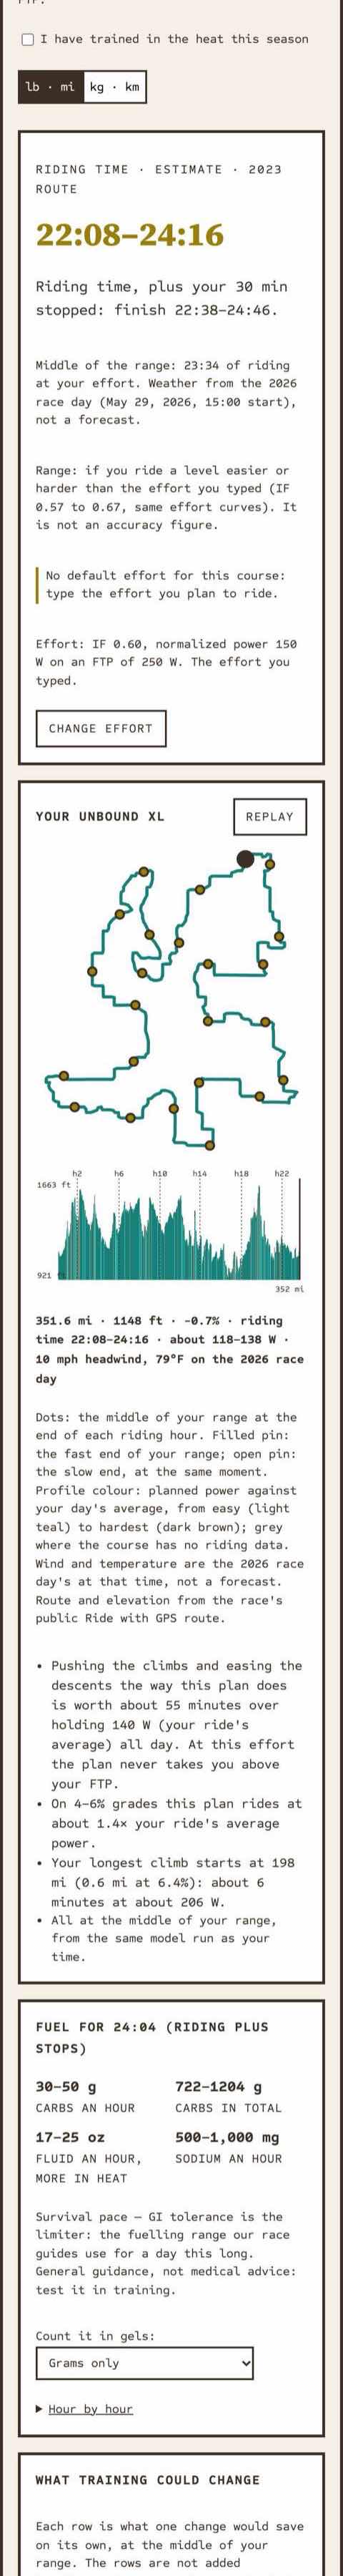 FTP.
I have trained in the heat this season
lb · mi kg · km
RIDING TIME · ESTIMATE · 2023
ROUTE
22:08–24:16
Riding time, plus your 30 min
stopped: finish 22:38–24:46.
Middle of the range: 23:34 of riding
at your effort. Weather from the 2026
race day (May 29, 2026, 15:00 start),
not a forecast.
Range: if you ride a level easier or
harder than the effort you typed (IF
0.57 to 0.67, same effort curves). It
is not an accuracy figure.
No default effort for this course:
type the effort you plan to ride.
Effort: IF 0.60, normalized power 150
W on an FTP of 250 W. The effort you
typed.
CHANGE EFFORT
YOUR UNBOUND XL
REPLAY
h2 h6 h10 h14 h18 h22
1663 ft
921
352 mi
351.6 mi · 1148 ft · -0.7% · riding
time 22:08–24:16 · about 118–138 W ·
10 mph headwind, 79°F on the 2026 race
day
Dots: the middle of your range at the
end of each riding hour. Filled pin:
the fast end of your range; open pin:
the slow end, at the same moment.
Profile colour: planned power against
your day's average, from easy (light
teal) to hardest (dark brown); grey
where the course has no riding data.
Wind and temperature are the 2026 race
day's at that time, not a forecast.
Route and elevation from the race's
public Ride with GPS route.
• Pushing the climbs and easing the
descents the way this plan does
is worth about 55 minutes over
holding 140 W (your ride's
average) all day. At this effort
the plan never takes you above
your FTP.
• On 4–6% grades this plan rides at
about 1.4× your ride's average
power.
• Your longest climb starts at 198
mi (0.6 mi at 6.4%): about 6
minutes at about 206 W.
• All at the middle of your range,
from the same model run as your
time.
FUEL FOR 24:04 (RIDING PLUS
STOPS)
30–50 g 722–1204 g
CARBS AN HOUR CARBS IN TOTAL
17–25 oz 500–1,000 mg
FLUID AN HOUR, SODIUM AN HOUR
MORE IN HEAT
Survival pace — GI tolerance is the
limiter: the fuelling range our race
guides use for a day this long.
General guidance, not medical advice:
test it in training.
Count it in gels:
Grams only
Hour by hour
WHAT TRAINING COULD CHANGE
Each row is what one change would save
on its own, at the middle of your
range. The rows are not added